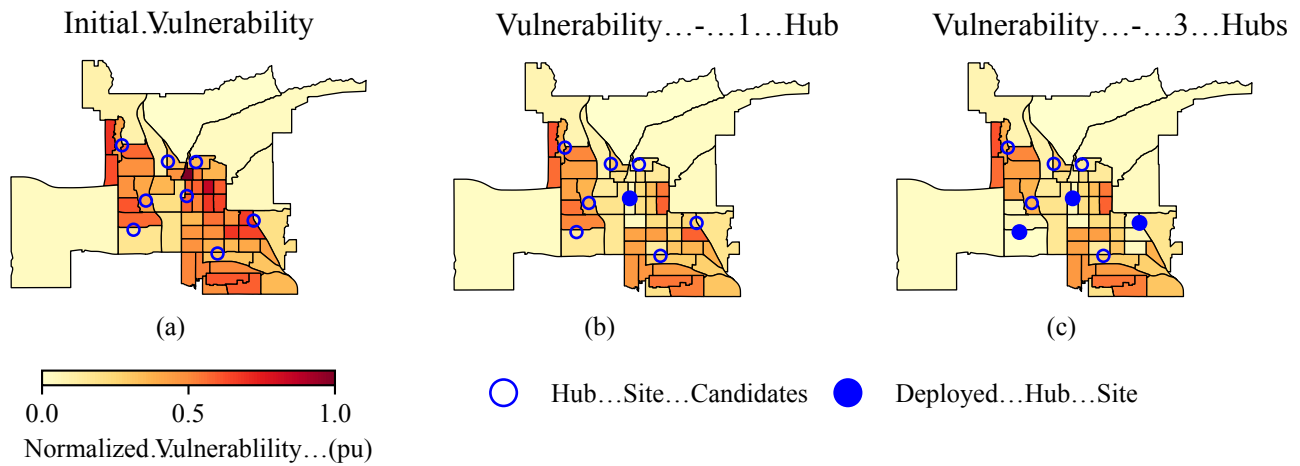 Initial..Vulnerability
Vulnerability…-…1…Hub
Vulnerability…-…3…Hubs
(a)
(b)
(c)
0.0
0.5
1.0
Normalized..Vulnerablility…(pu)
Hub…Site…Candidates
Deployed…Hub…Site